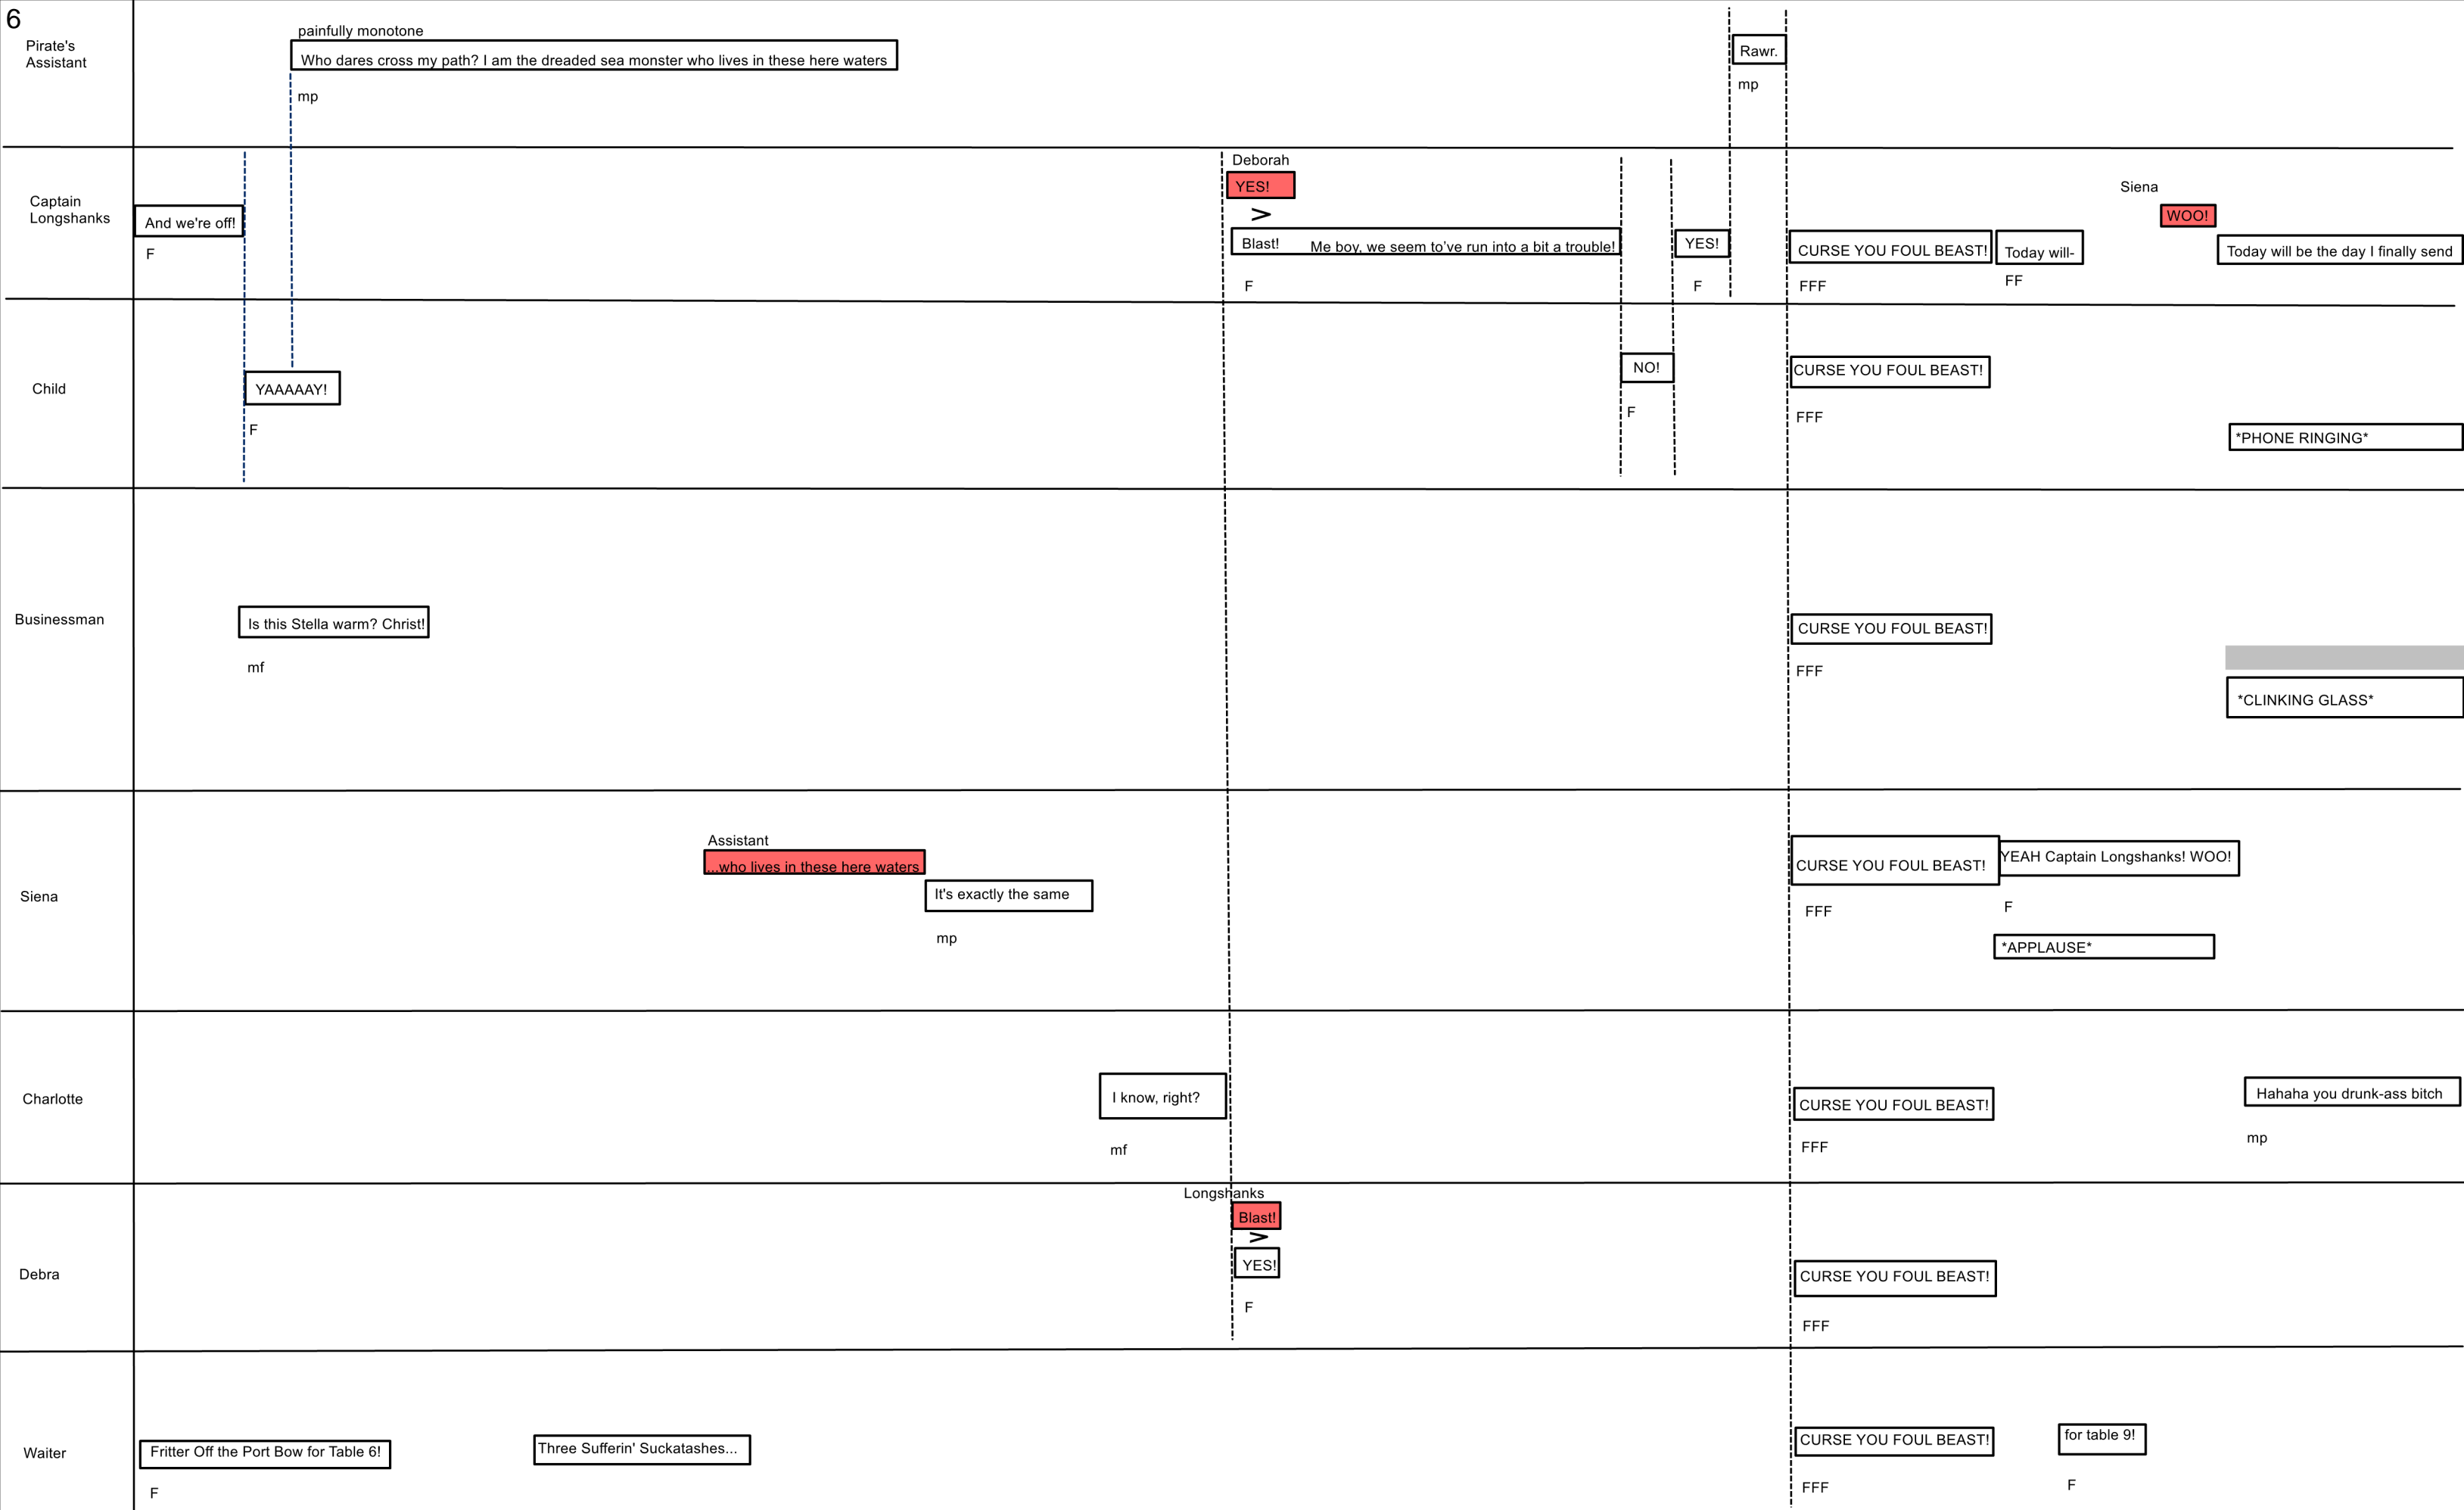 6
Pirate's
Assistant
painfully monotone
Who dares cross my path? I am the dreaded sea monster who lives in these here waters
mp
Rawr.
mp
Captain
Longshanks
And we're off!
F
Deborah
YES!
>
Blast! Me boy, we seem to've run into a bit a trouble!
F
YES!
F
CURSE YOU FOUL BEAST!
FFF
Today will-
FF
Siena
WOO!
Today will be the day I finally send
Child
YAAAAAY!
F
NO!
F
CURSE YOU FOUL BEAST!
FFF
*PHONE RINGING*
Businessman
Is this Stella warm? Christ!
mf
CURSE YOU FOUL BEAST!
FFF
*CLINKING GLASS*
Siena
Assistant
...who lives in these here waters
It's exactly the same
mp
CURSE YOU FOUL BEAST!
FFF
YEAH Captain Longshanks! WOO!
F
*APPLAUSE*
Charlotte
I know, right?
mf
CURSE YOU FOUL BEAST!
FFF
Hahaha you drunk-ass bitch
mp
Debra
Longshanks
Blast!
>
YES!
F
CURSE YOU FOUL BEAST!
FFF
Waiter
Fritter Off the Port Bow for Table 6!
F
Three Sufferin' Suckatashes...
CURSE YOU FOUL BEAST!
FFF
for table 9!
F